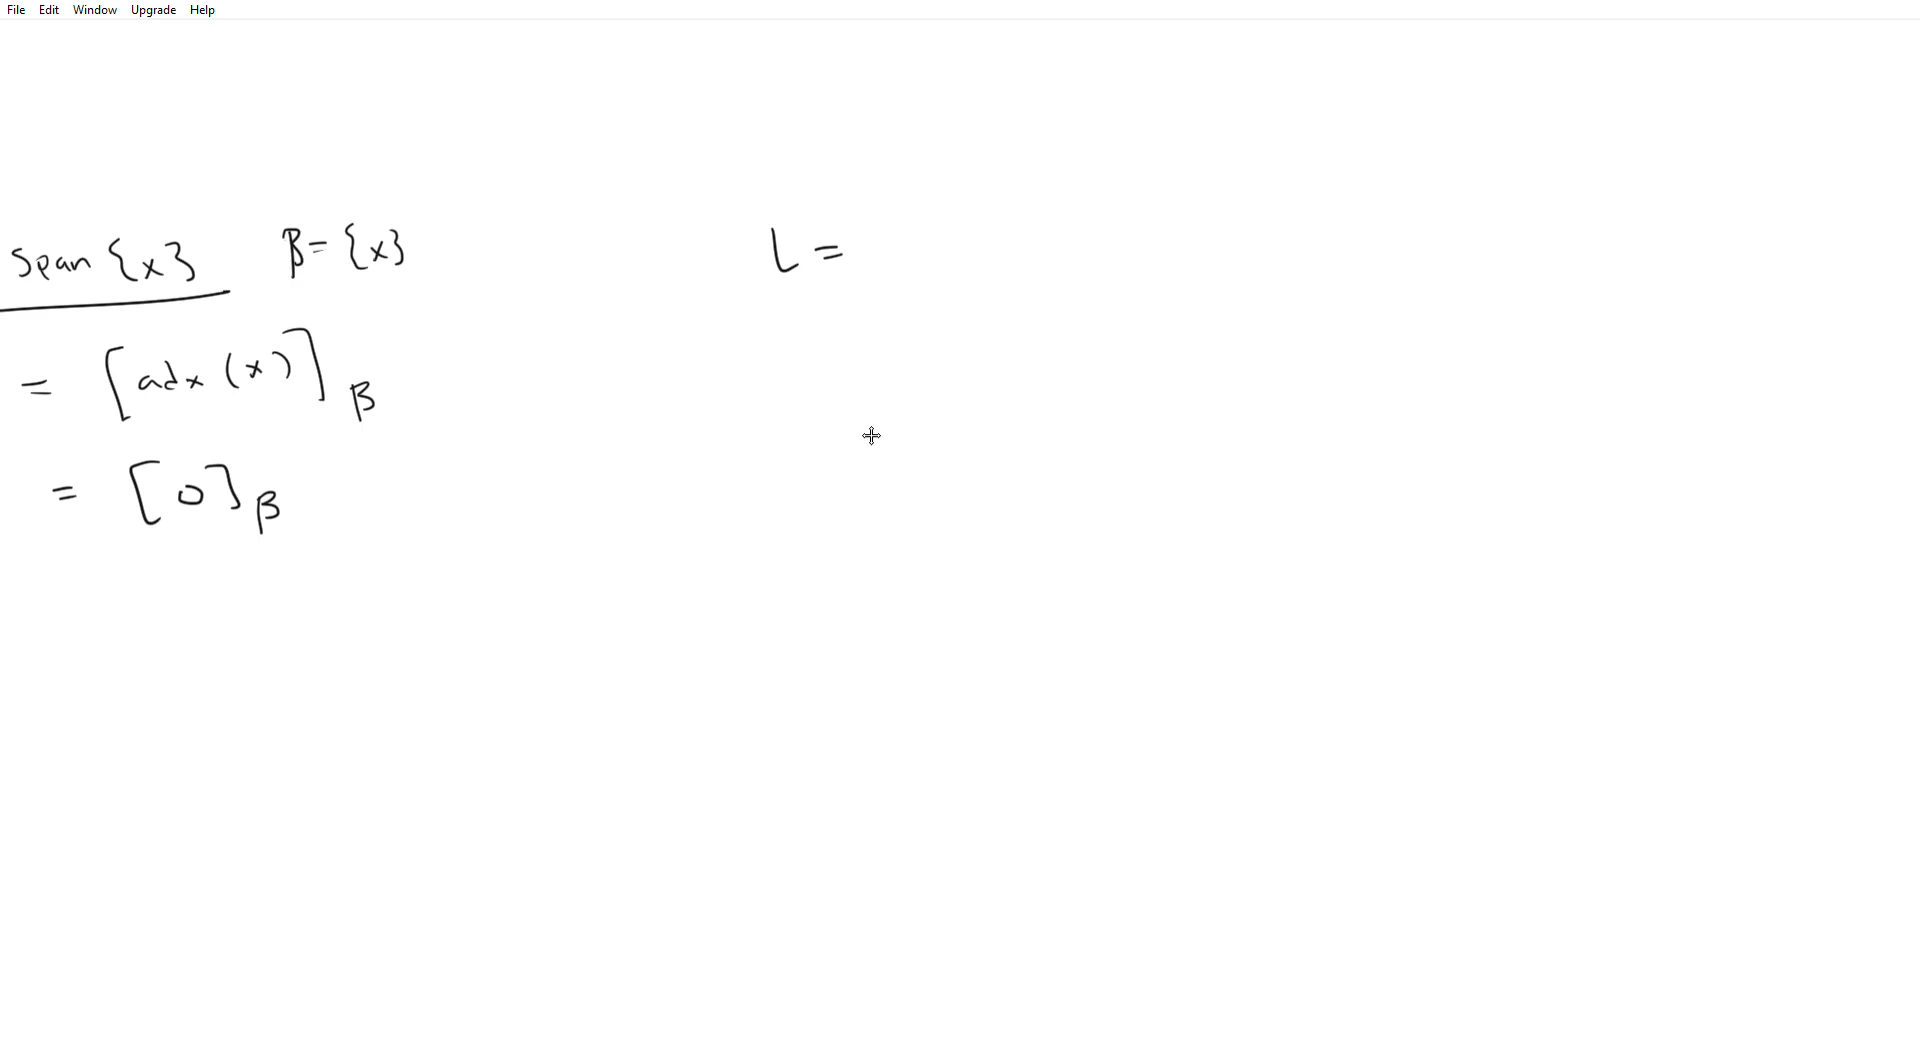 File Edit Window Upgrade Help
Span {x} β = {x} L =
= [adx (x)]β
= [0]β